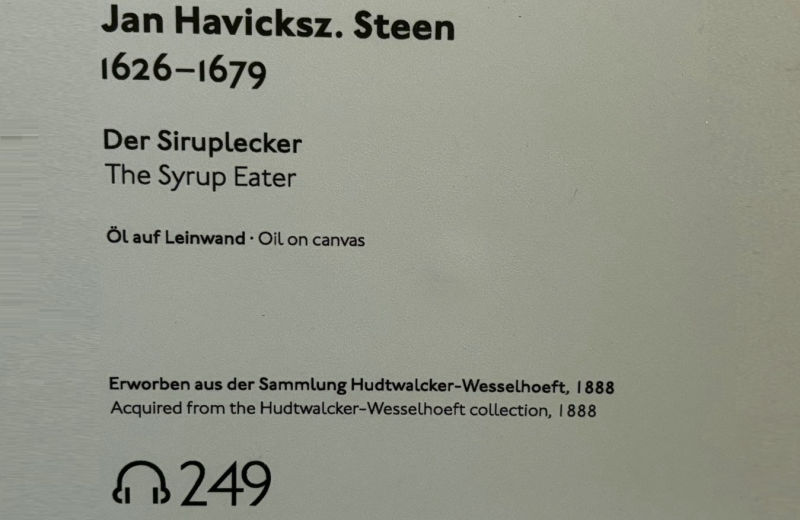 Jan Havicksz. Steen
1626–1679
Der Siruplecker
The Syrup Eater
Öl auf Leinwand · Oil on canvas
Erworben aus der Sammlung Hudtwalcker-Wesselhoeft, 1888
Acquired from the Hudtwalcker-Wesselhoeft collection, 1888
249